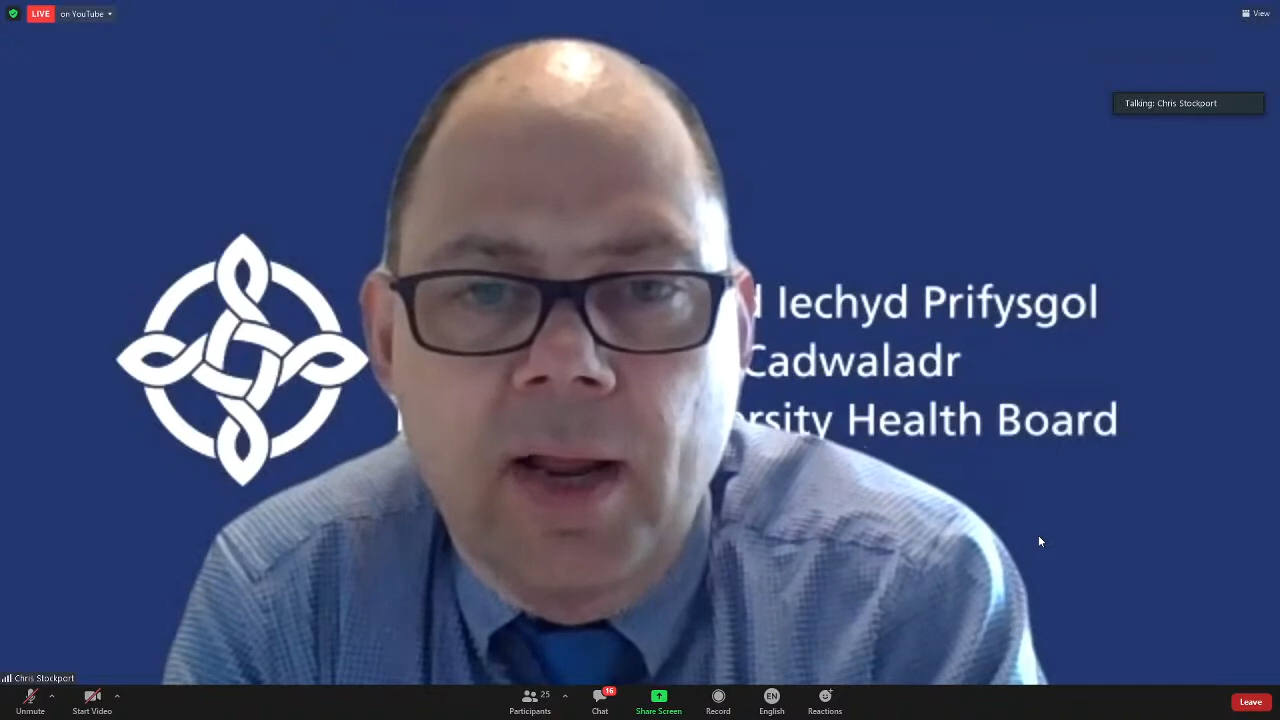 LIVE on YouTube
View
Talking: Chris Stockport
Iechyd Prifysgol
Cadwaladr
Health Board
Chris Stockport
Unmute
Start Video
25
Participants
16
Chat
Share Screen
Record
EN
English
Reactions
Leave